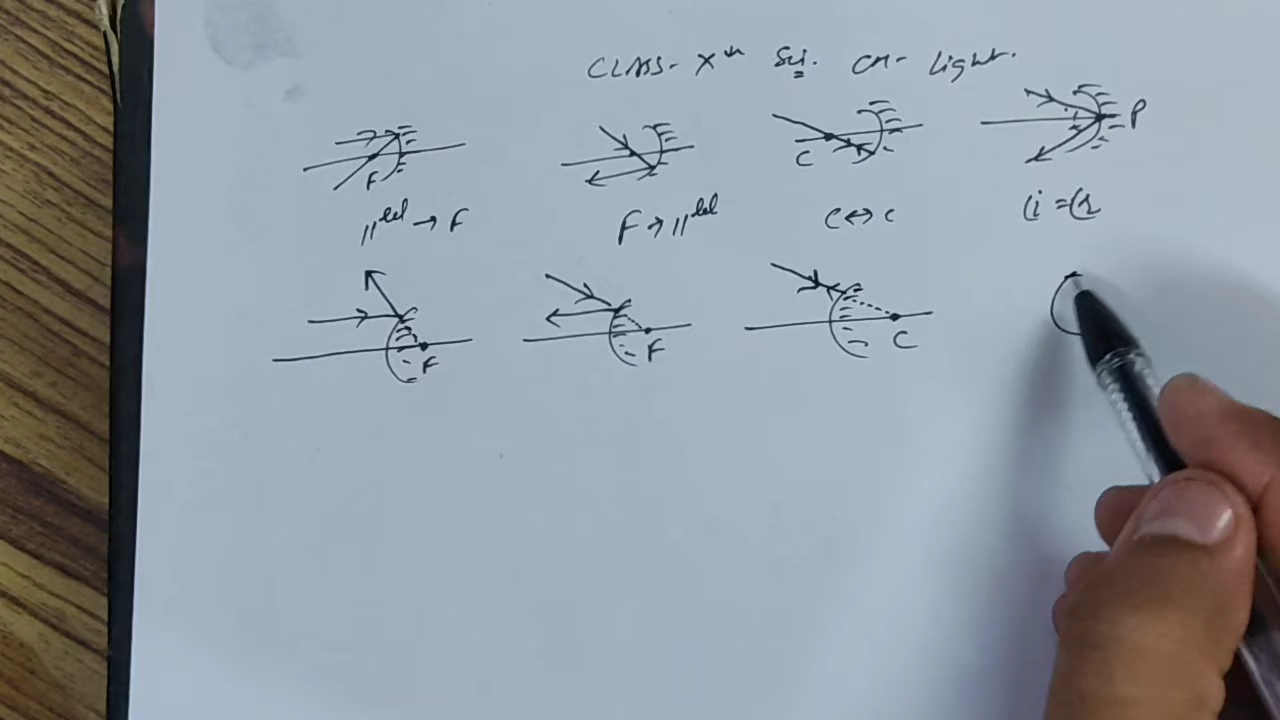 CLASS- Xth Sci. CH- Light.
P
F
C
||lel → F
F → ||lel
C ↔ C
∠i = ∠r
F
F
C